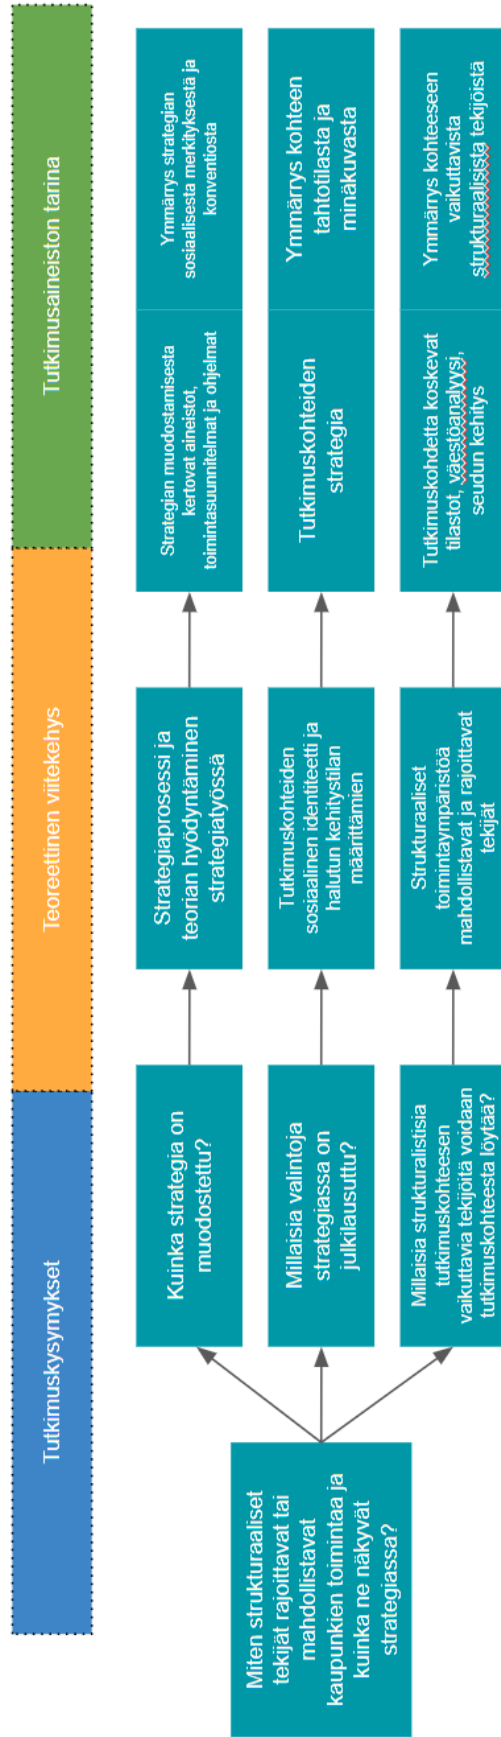 Tutkimuskysymykset
Teoreettinen viitekehys
Tutkimusaineiston tarina
Miten strukturaaliset
tekijät rajoittavat tai
mahdollistavat
kaupunkien toimintaa ja
kuinka ne näkyvät
strategiassa?
Kuinka strategia on
muodostettu?
Strategiaprosessi ja
teorian hyödyntäminen
strategiatyössä
Strategian muodostamisesta
kertovat aineistot,
toimintasuunnitelmat ja ohjelmat
Ymmärrys strategian
sosiaalisesta merkityksestä ja
konventiosta
Millaisia valintoja
strategiassa on
julkilausuttu?
Tutkimuskohteiden
sosiaalinen identiteetti ja
halutun kehitystilan
määrittämien
Tutkimuskohteiden
strategia
Ymmärrys kohteen
tahtotilasta ja
minäkuvasta
Millaisia strukturalistisia
tutkimuskohteesen
vaikuttavia tekijöitä voidaan
tutkimuskohteesta löytää?
Strukturaaliset
toimintaympäristöä
mahdollistavat ja rajoittavat
tekijät
Tutkimuskohdetta koskevat
tilastot, väestöanalyysi,
seudun kehitys
Ymmärrys kohteeseen
vaikuttavista
strukturaalisista tekijöistä